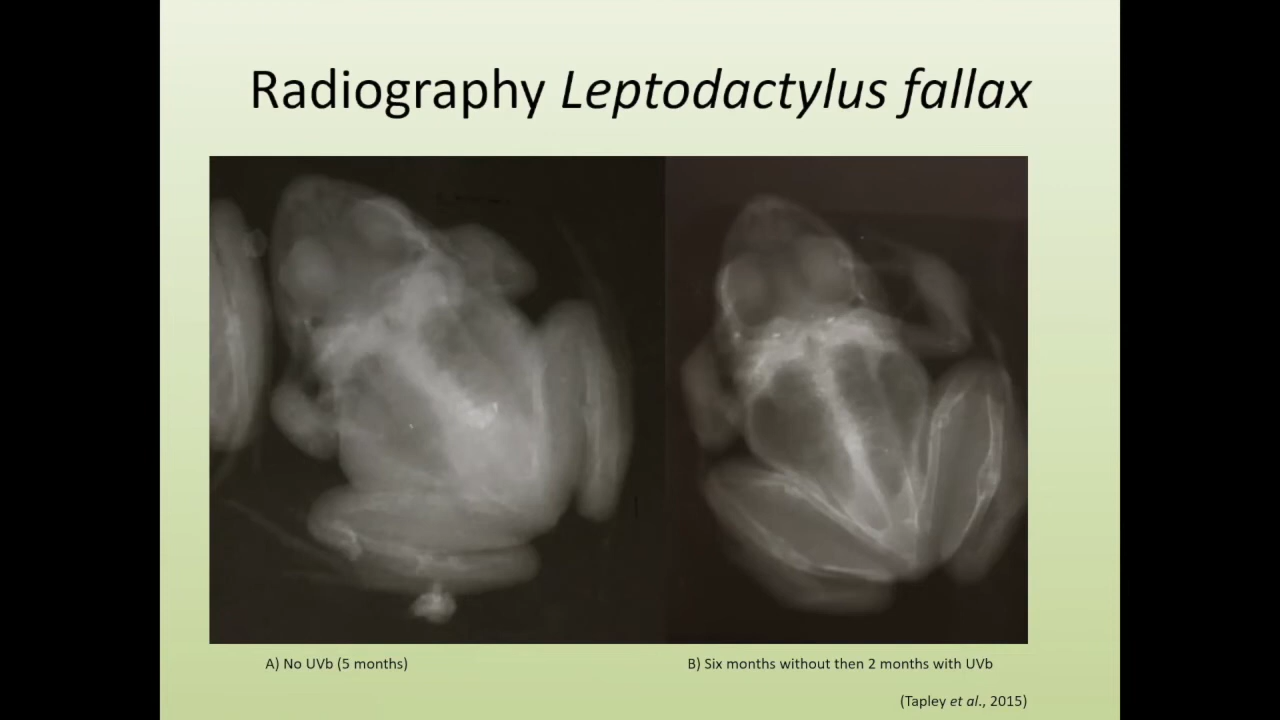 Radiography Leptodactylus fallax
A) No UVb (5 months)
B) Six months without then 2 months with UVb
(Tapley et al., 2015)